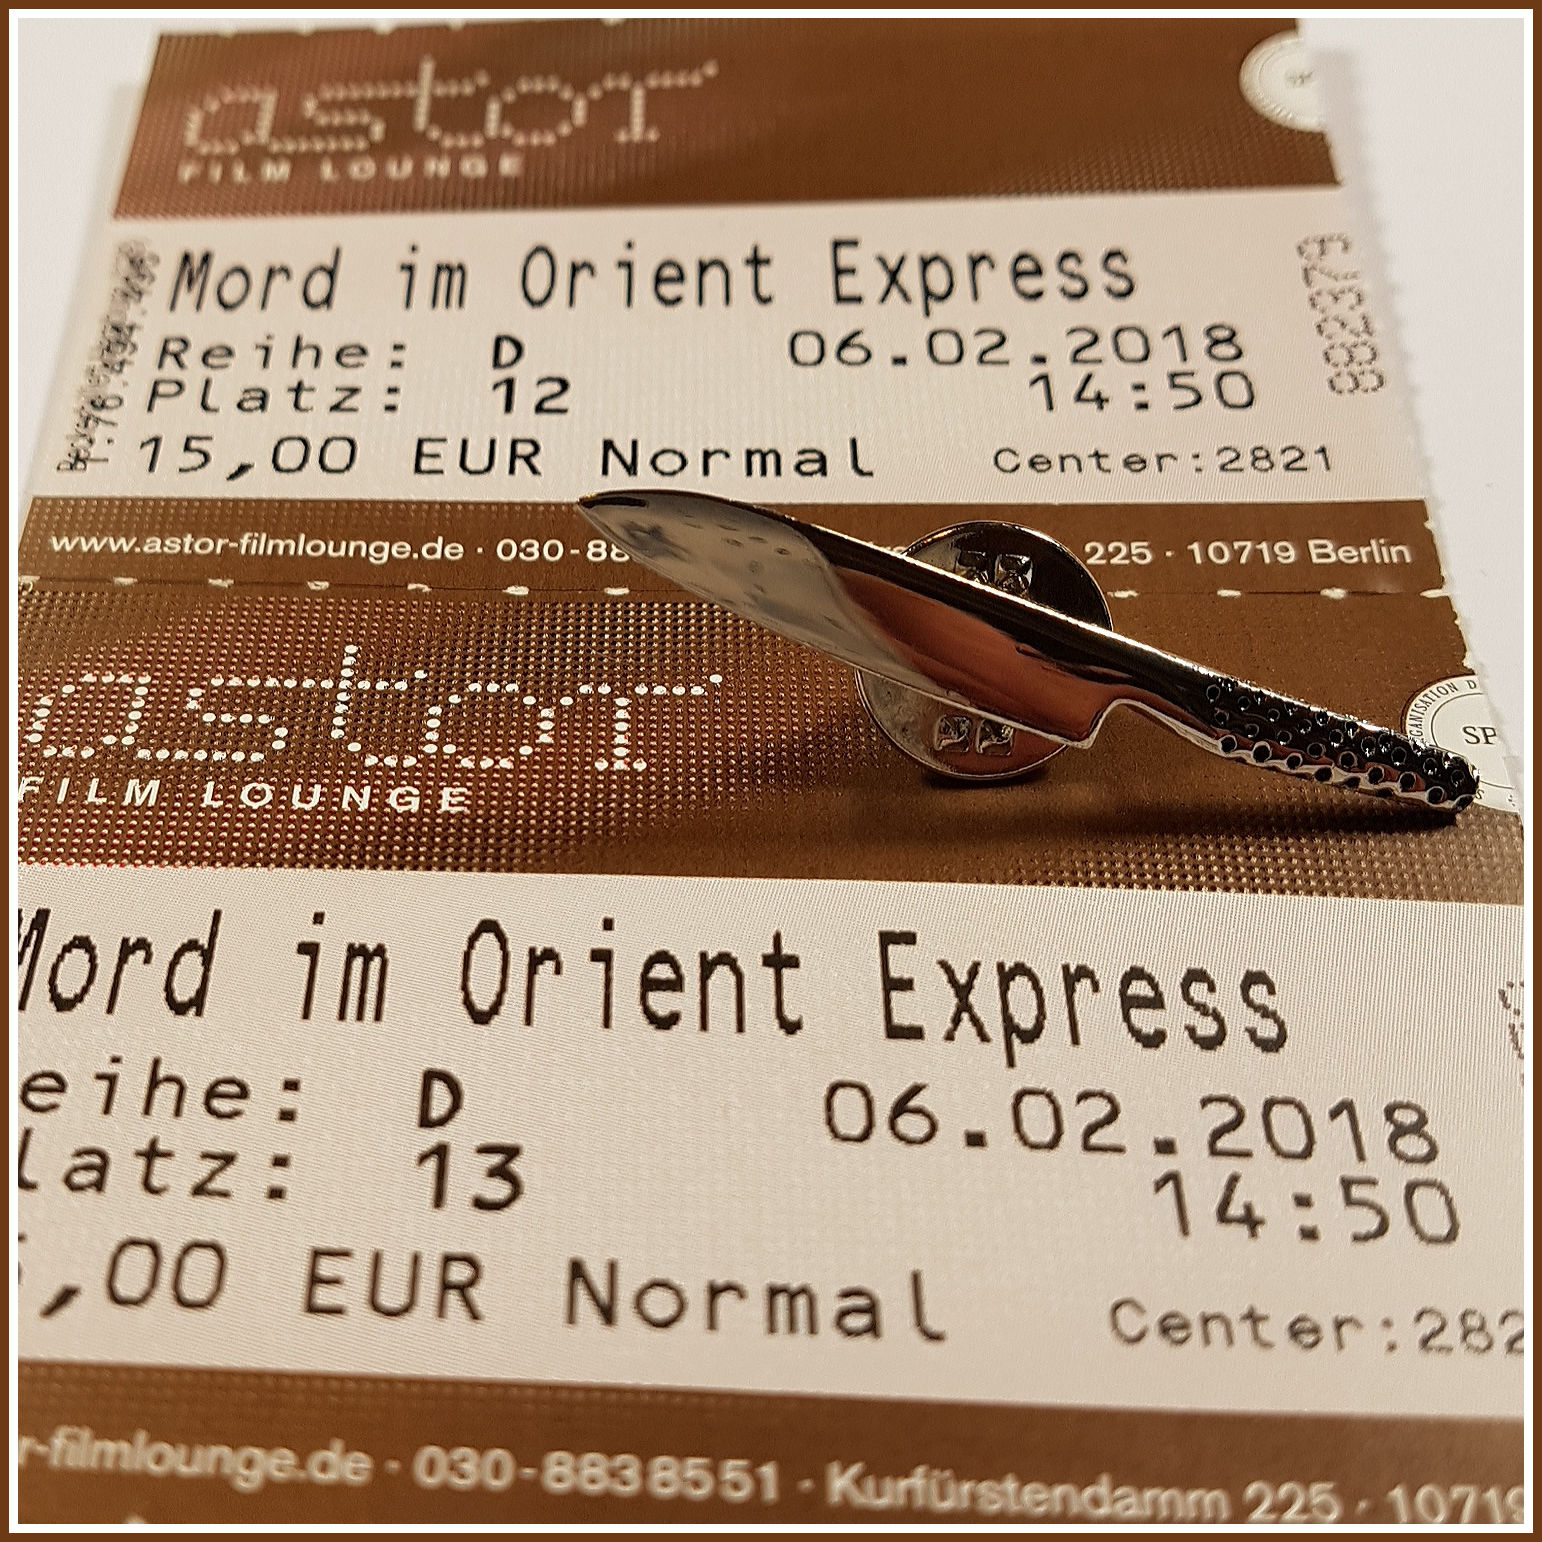 astor
FILM LOUNGE
Mord im Orient Express
Reihe: D 06.02.2018
Platz: 12 14:50
15,00 EUR Normal Center:2821
www.astor-filmlounge.de · 030-88 225 · 10719 Berlin
astor
FILM LOUNGE
SP
Mord im Orient Express
eihe: D 06.02.2018
latz: 13 14:50
,00 EUR Normal Center:282
r-filmlounge.de · 030-8838551 · Kurfürstendamm 225 · 10719